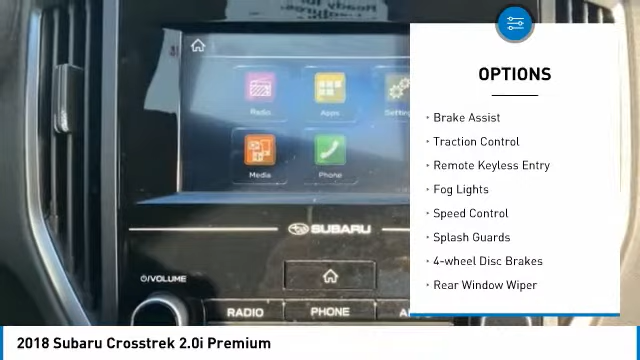 Radio
Apps
Media
Phone
SUBARU
VOLUME
RADIO
PHONE
OPTIONS
Brake Assist
Traction Control
Remote Keyless Entry
Fog Lights
Speed Control
Splash Guards
4-wheel Disc Brakes
Rear Window Wiper
2018 Subaru Crosstrek 2.0i Premium